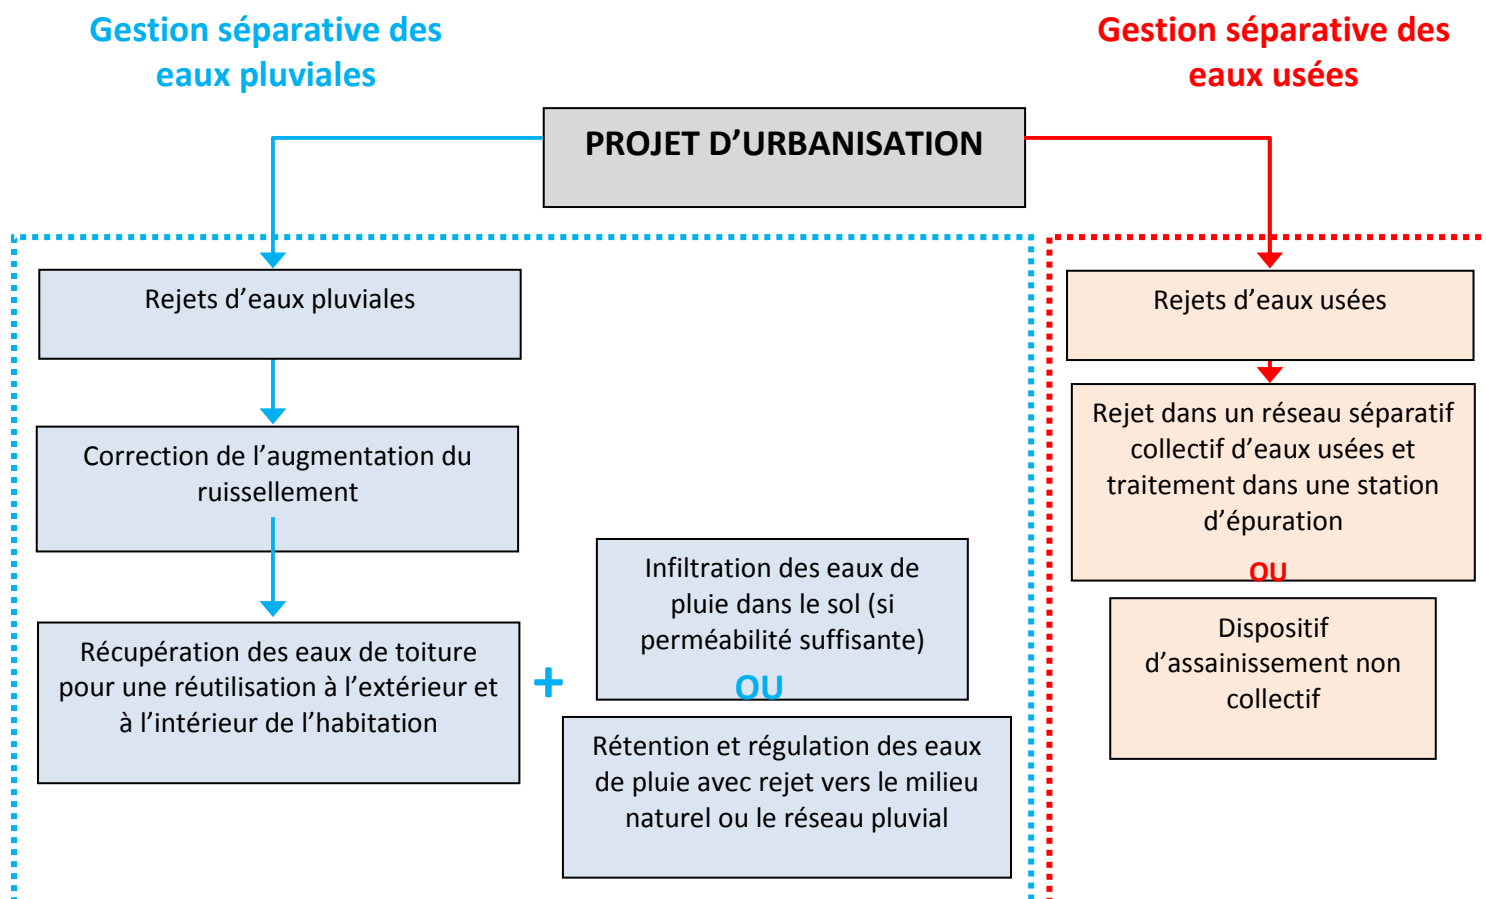 Gestion séparative des
eaux pluviales
Gestion séparative des
eaux usées
PROJET D’URBANISATION
Rejets d’eaux pluviales
Correction de l’augmentation du
ruissellement
Récupération des eaux de toiture
pour une réutilisation à l’extérieur et
à l’intérieur de l’habitation
+
Infiltration des eaux de
pluie dans le sol (si
perméabilité suffisante)
OU
Rétention et régulation des eaux
de pluie avec rejet vers le milieu
naturel ou le réseau pluvial
Rejets d’eaux usées
Rejet dans un réseau séparatif
collectif d’eaux usées et
traitement dans une station
d’épuration
OU
Dispositif
d’assainissement non
collectif